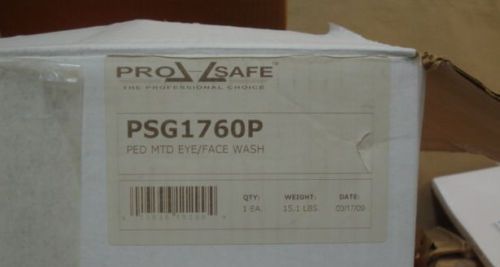 PRO SAFE
THE PROFESSIONAL CHOICE
PSG1760P
PED MTD EYE/FACE WASH
QTY: WEIGHT: DATE:
1 EA. 15.1 LBS.